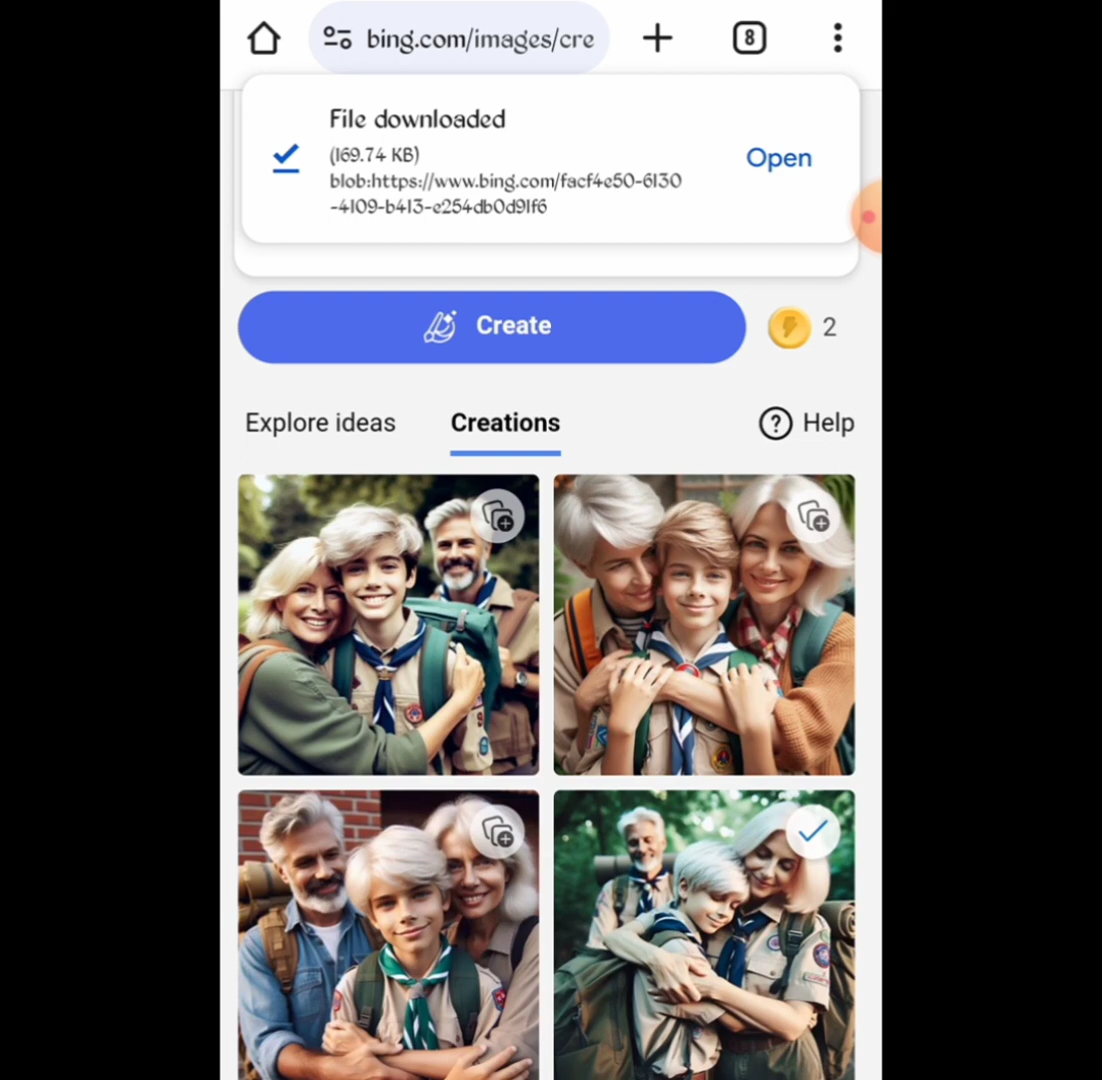 bing.com/images/cre
8
File downloaded
(169.74 KB)
blob:https://www.bing.com/facf4e50-6130
-4109-b413-e254db0d91f6
Open
Create
2
Explore ideas
Creations
? Help